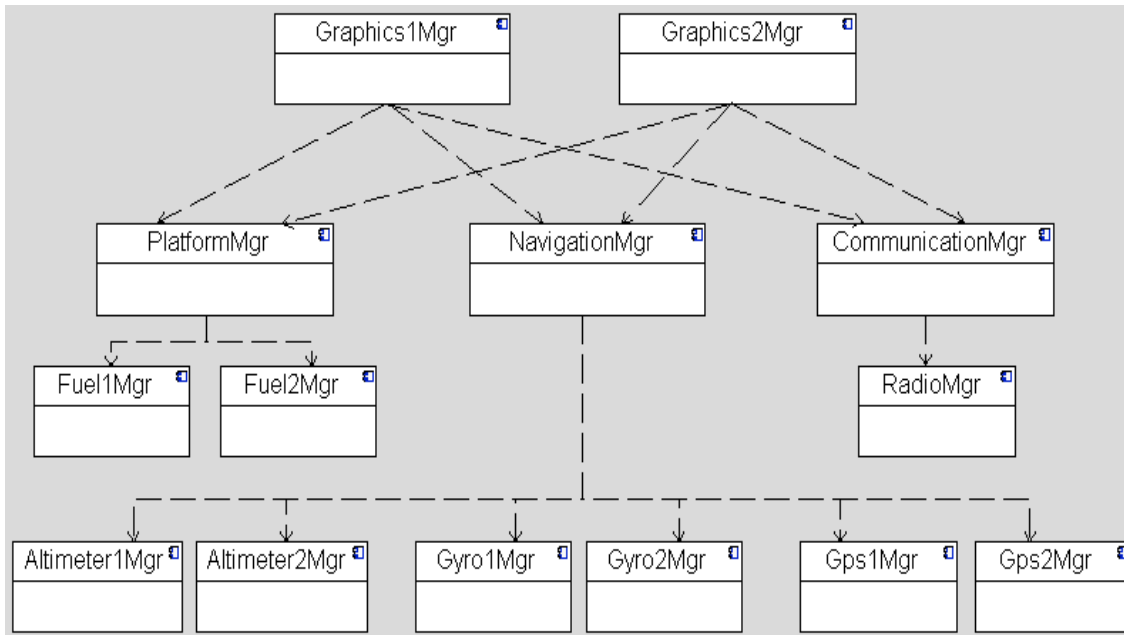 Graphics1Mgr
Graphics2Mgr
PlatformMgr
NavigationMgr
CommunicationMgr
Fuel1Mgr
Fuel2Mgr
RadioMgr
Altimeter1Mgr
Altimeter2Mgr
Gyro1Mgr
Gyro2Mgr
Gps1Mgr
Gps2Mgr